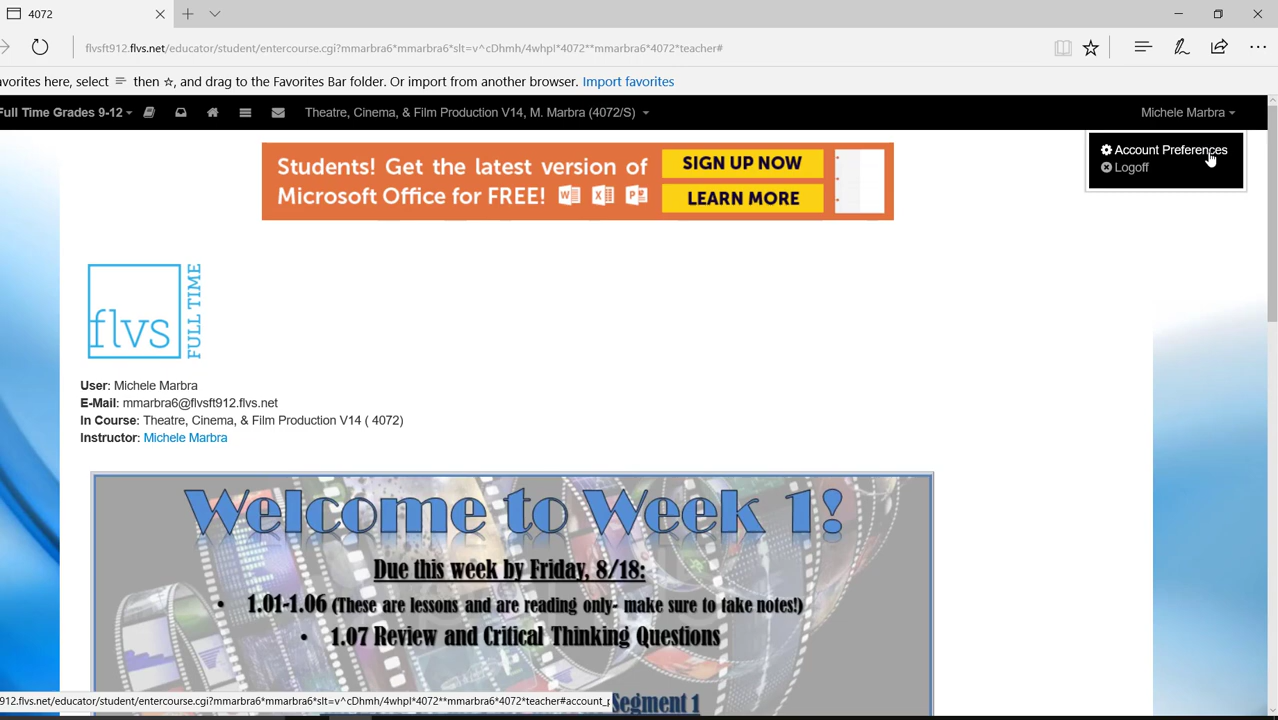 4072
flvsft912.flvs.net/educator/student/entercourse.cgi?mmarbra6*mmarbra6*slt=v^cDhmh/4whpI*4072**mmarbra6*4072*teacher#
avorites here, select then ☆, and drag to the Favorites Bar folder. Or import from another browser. Import favorites
Full Time Grades 9-12
Theatre, Cinema, & Film Production V14, M. Marbra (4072/S)
Michele Marbra
Account Preferences
Logoff
Students! Get the latest version of
Microsoft Office for FREE!
SIGN UP NOW
LEARN MORE
flvs
FULL TIME
User: Michele Marbra
E-Mail: mmarbra6@flvsft912.flvs.net
In Course: Theatre, Cinema, & Film Production V14 ( 4072)
Instructor: Michele Marbra
Welcome to Week 1!
Due this week by Friday, 8/18:
• 1.01-1.06 (These are lessons and are reading only- make sure to take notes!)
• 1.07 Review and Critical Thinking Questions
Segment 1
912.flvs.net/educator/student/entercourse.cgi?mmarbra6*mmarbra6*slt=v^cDhmh/4whpI*4072**mmarbra6*4072*teacher#account_p